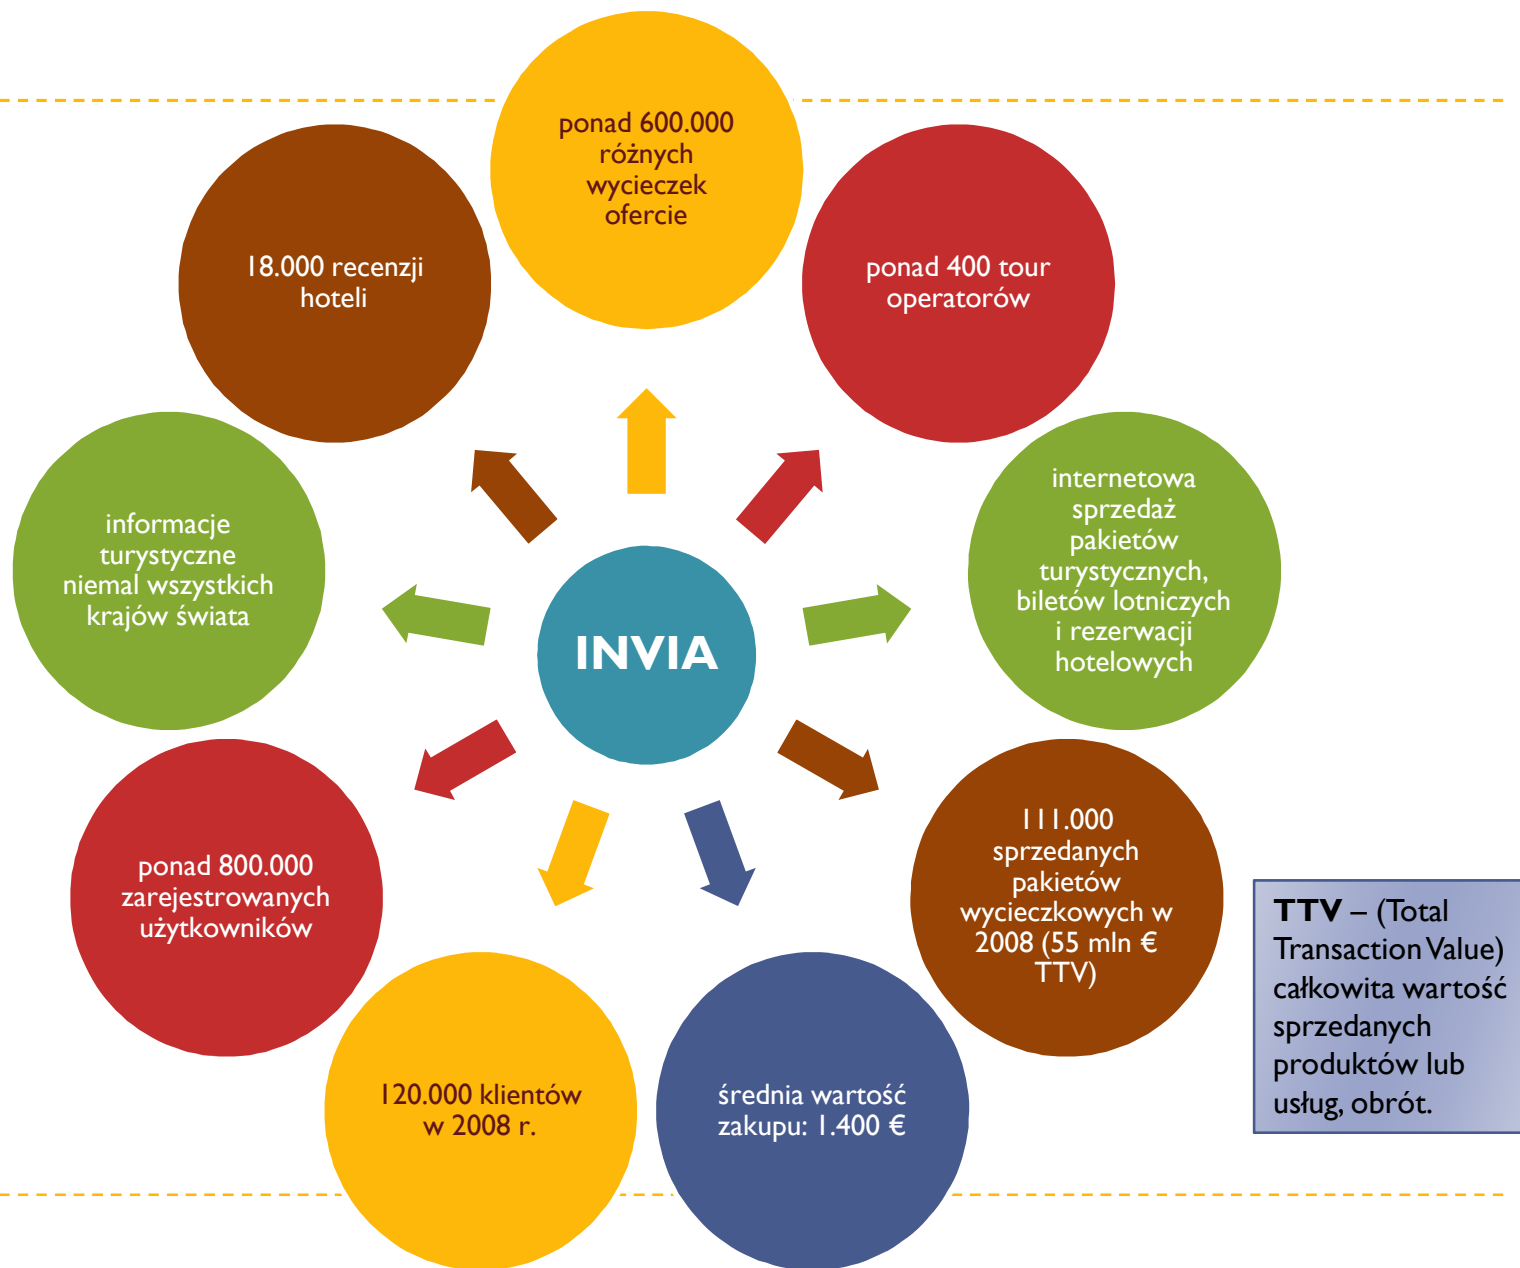 ponad 600.000
różnych
wycieczek
ofercie
ponad 400 tour
operatorów
internetowa
sprzedaż
pakietów
turystycznych,
biletów lotniczych
i rezerwacji
hotelowych
111.000
sprzedanych
pakietów
wycieczkowych w
2008 (55 mln €
TTV)
średnia wartość
zakupu: 1.400 €
120.000 klientów
w 2008 r.
ponad 800.000
zarejestrowanych
użytkowników
informacje
turystyczne
niemal wszystkich
krajów świata
18.000 recenzji
hoteli
INVIA
TTV – (Total
Transaction Value)
całkowita wartość
sprzedanych
produktów lub
usług, obrót.